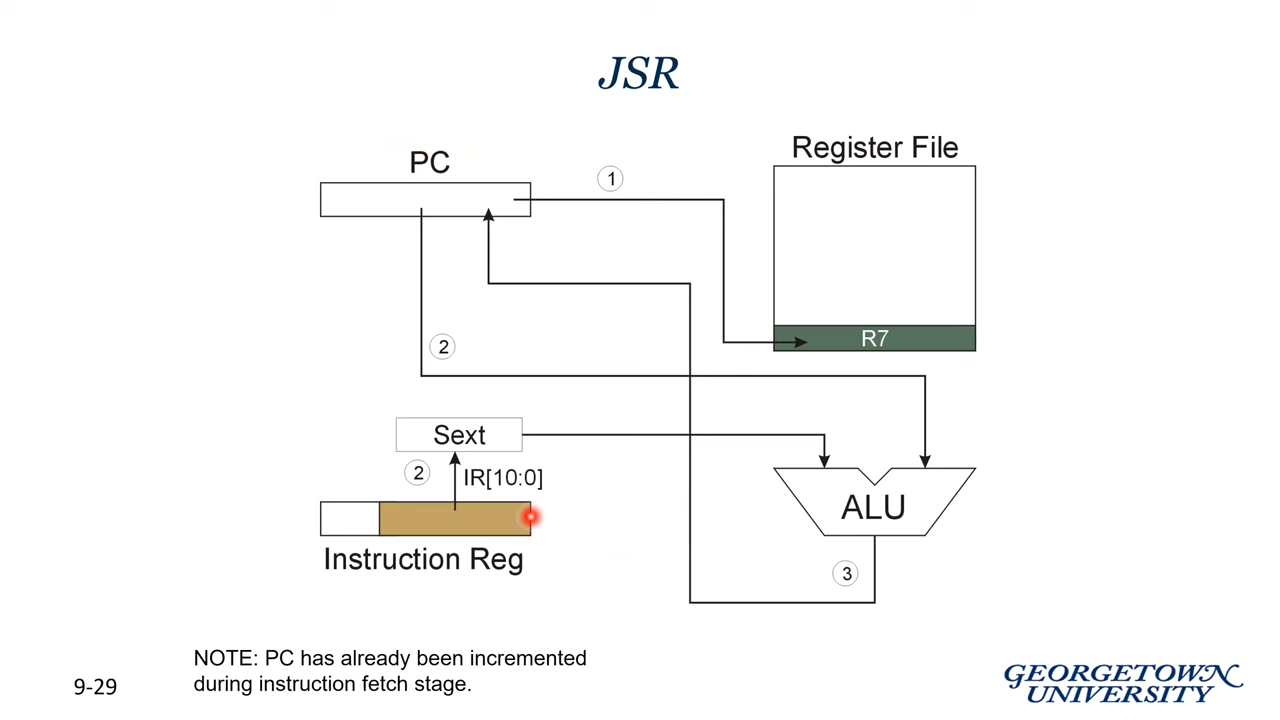 JSR
PC
1
Register File
R7
2
Sext
2
IR[10:0]
ALU
Instruction Reg
3
NOTE: PC has already been incremented
during instruction fetch stage.
9-29
GEORGETOWN
UNIVERSITY